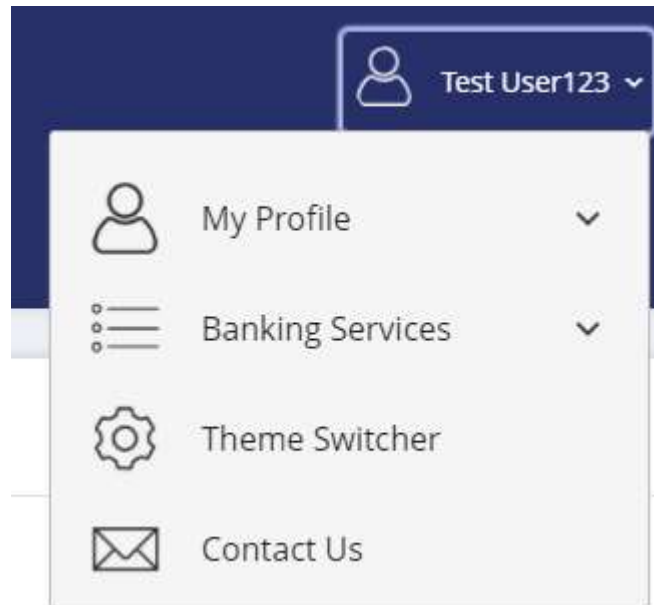 Test User123
My Profile
Banking Services
Theme Switcher
Contact Us